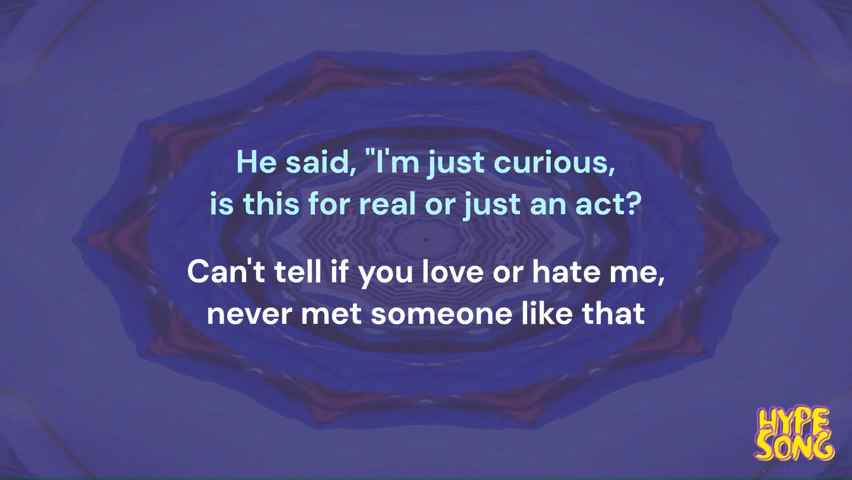 He said, "I'm just curious,
is this for real or just an act?
Can't tell if you love or hate me,
never met someone like that
HYPE
SONG